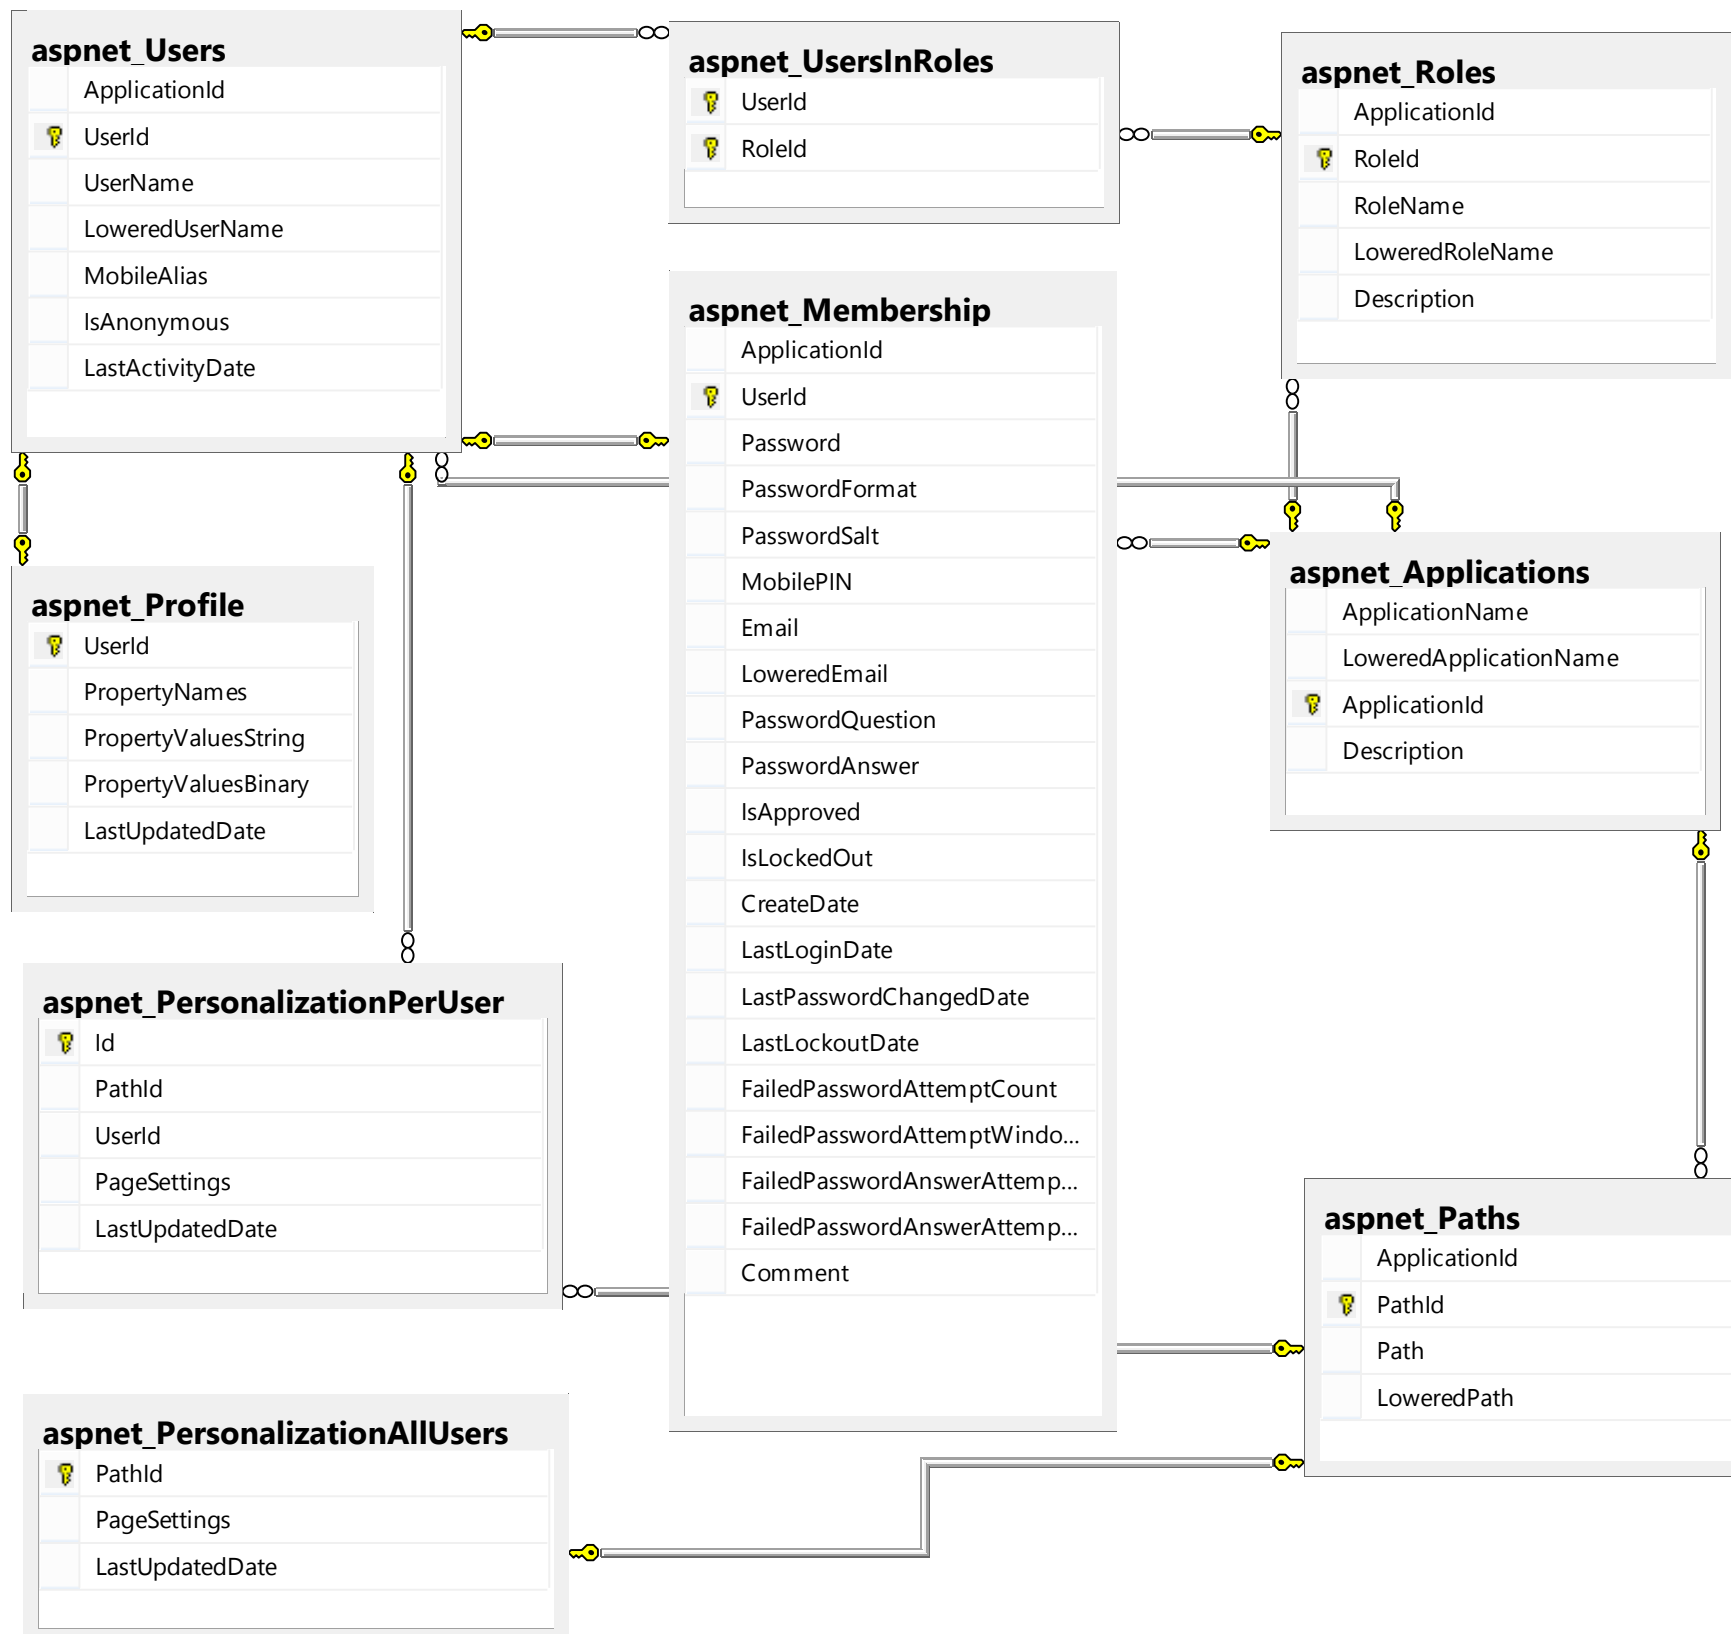 aspnet_Users
ApplicationId
UserId
UserName
LoweredUserName
MobileAlias
IsAnonymous
LastActivityDate
aspnet_UsersInRoles
UserId
RoleId
aspnet_Roles
ApplicationId
RoleId
RoleName
LoweredRoleName
Description
aspnet_Membership
ApplicationId
UserId
Password
PasswordFormat
PasswordSalt
MobilePIN
Email
LoweredEmail
PasswordQuestion
PasswordAnswer
IsApproved
IsLockedOut
CreateDate
LastLoginDate
LastPasswordChangedDate
LastLockoutDate
FailedPasswordAttemptCount
FailedPasswordAttemptWindo...
FailedPasswordAnswerAttemp...
FailedPasswordAnswerAttemp...
Comment
aspnet_Applications
ApplicationName
LoweredApplicationName
ApplicationId
Description
aspnet_Profile
UserId
PropertyNames
PropertyValuesString
PropertyValuesBinary
LastUpdatedDate
aspnet_PersonalizationPerUser
Id
PathId
UserId
PageSettings
LastUpdatedDate
aspnet_Paths
ApplicationId
PathId
Path
LoweredPath
aspnet_PersonalizationAllUsers
PathId
PageSettings
LastUpdatedDate